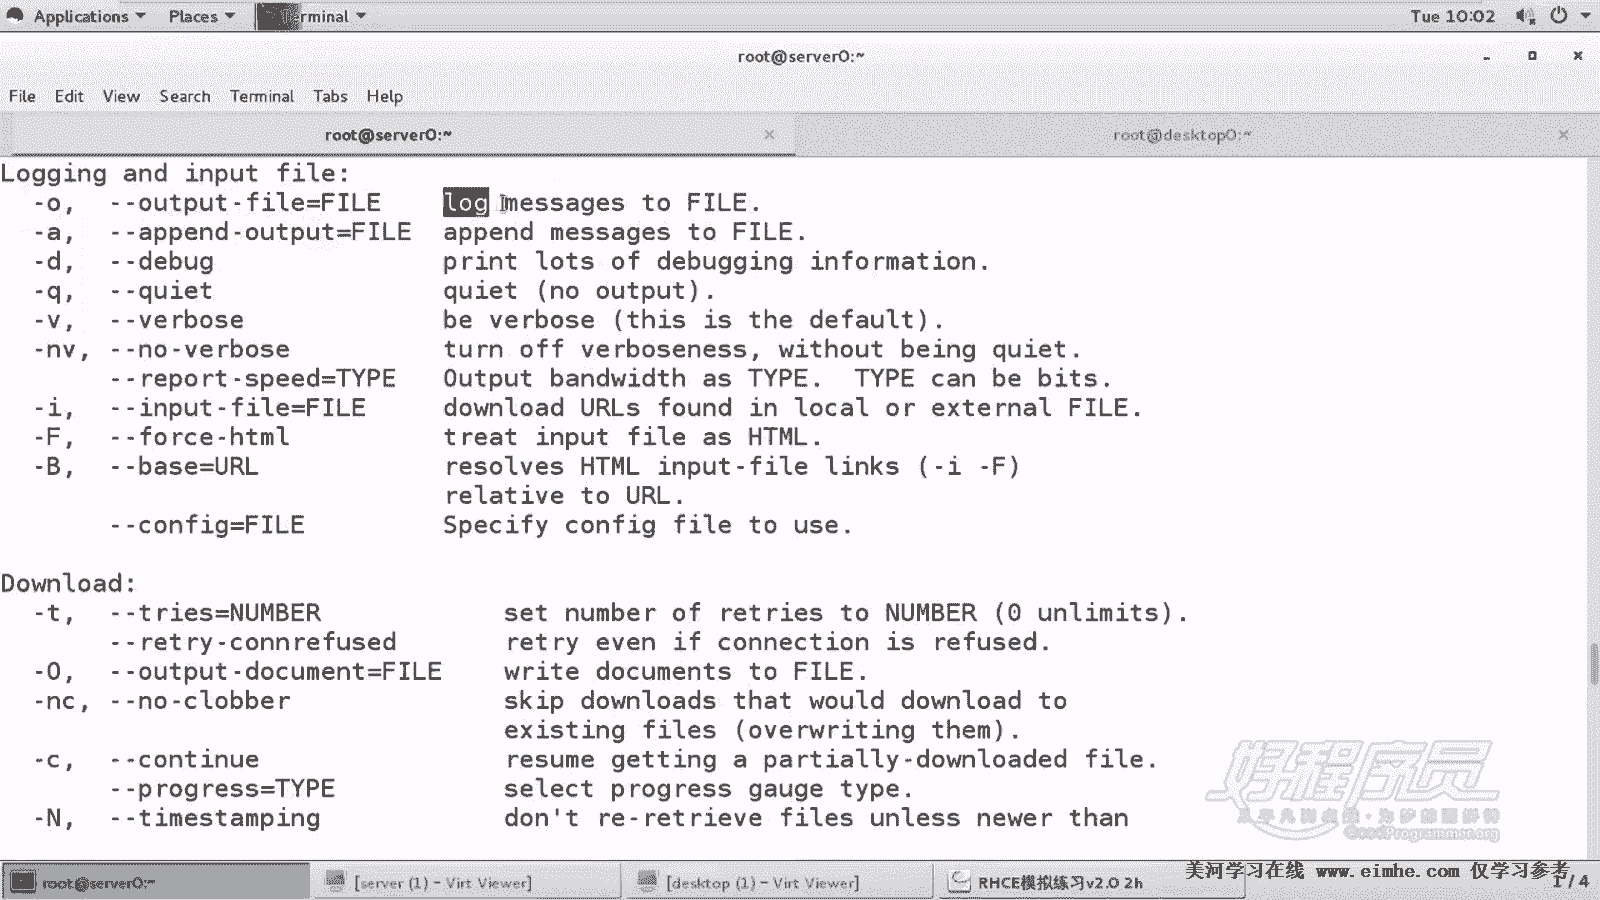 Applications Places Terminal Tue 10:02
root@server0:~
File Edit View Search Terminal Tabs Help
root@server0:~ root@desktop0:~
Logging and input file:
-o, --output-file=FILE log messages to FILE.
-a, --append-output=FILE append messages to FILE.
-d, --debug print lots of debugging information.
-q, --quiet quiet (no output).
-v, --verbose be verbose (this is the default).
-nv, --no-verbose turn off verboseness, without being quiet.
--report-speed=TYPE Output bandwidth as TYPE. TYPE can be bits.
-i, --input-file=FILE download URLs found in local or external FILE.
-F, --force-html treat input file as HTML.
-B, --base=URL resolves HTML input-file links (-i -F)
relative to URL.
--config=FILE Specify config file to use.
Download:
-t, --tries=NUMBER set number of retries to NUMBER (0 unlimits).
--retry-connrefused retry even if connection is refused.
-O, --output-document=FILE write documents to FILE.
-nc, --no-clobber skip downloads that would download to
existing files (overwriting them).
-c, --continue resume getting a partially-downloaded file.
--progress=TYPE select progress gauge type.
-N, --timestamping don't re-retrieve files unless newer than
好程序员
GoodProgrammer.org
美河学习在线 www.eimhe.com 仅学习参考
root@server0:~ [server (1) - Virt Viewer] [desktop (1) - Virt Viewer] RHCE模拟练习v2.0 2h 1 / 4